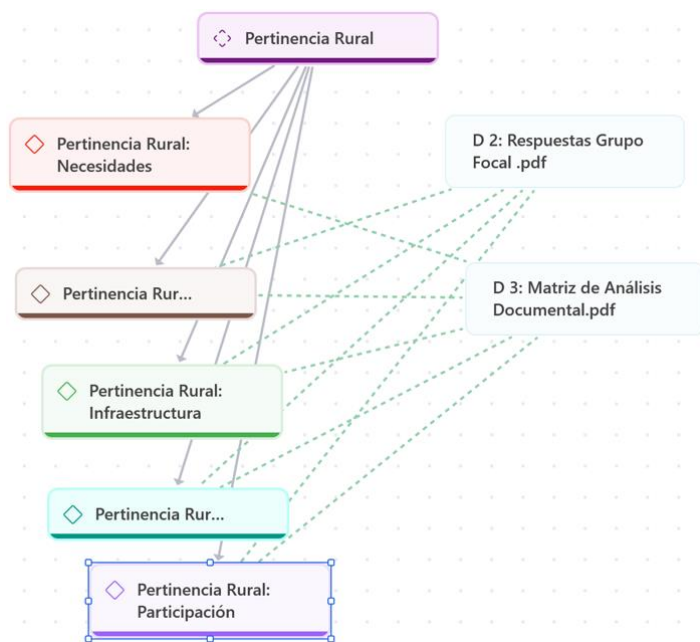 Pertinencia Rural
Pertinencia Rural:
Necesidades
D 2: Respuestas Grupo
Focal .pdf
Pertinencia Rur...
D 3: Matriz de Análisis
Documental.pdf
Pertinencia Rural:
Infraestructura
Pertinencia Rur...
Pertinencia Rural:
Participación